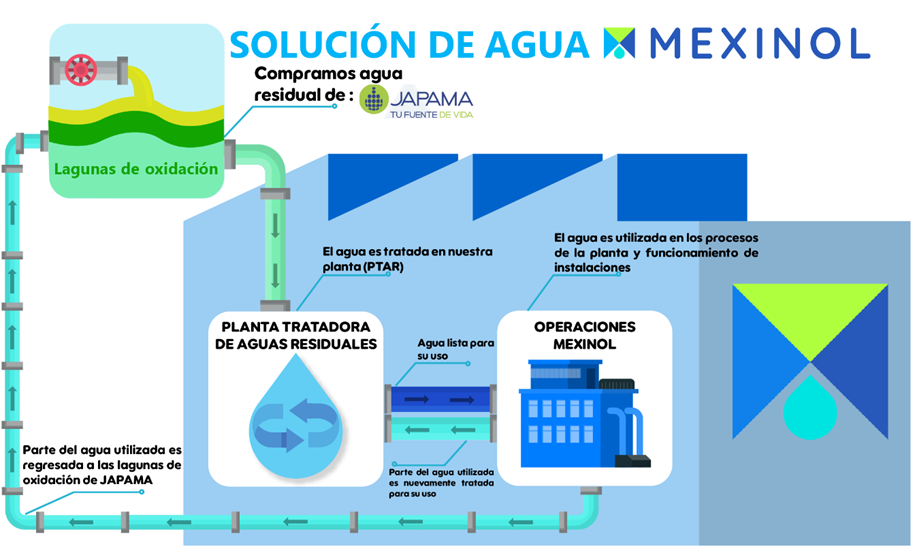 SOLUCIÓN DE AGUA MEXINOL
Compramos agua
residual de :
JAPAMA
TU FUENTE DE VIDA
Lagunas de oxidación
El agua es tratada en nuestra
planta (PTAR)
El agua es utilizada en los procesos
de la planta y funcionamiento de
instalaciones
PLANTA TRATADORA
DE AGUAS RESIDUALES
Agua lista para
su uso
OPERACIONES
MEXINOL
Parte del agua utilizada
es nuevamente tratada
para su uso
Parte del agua utilizada es
regresada a las lagunas de
oxidación de JAPAMA